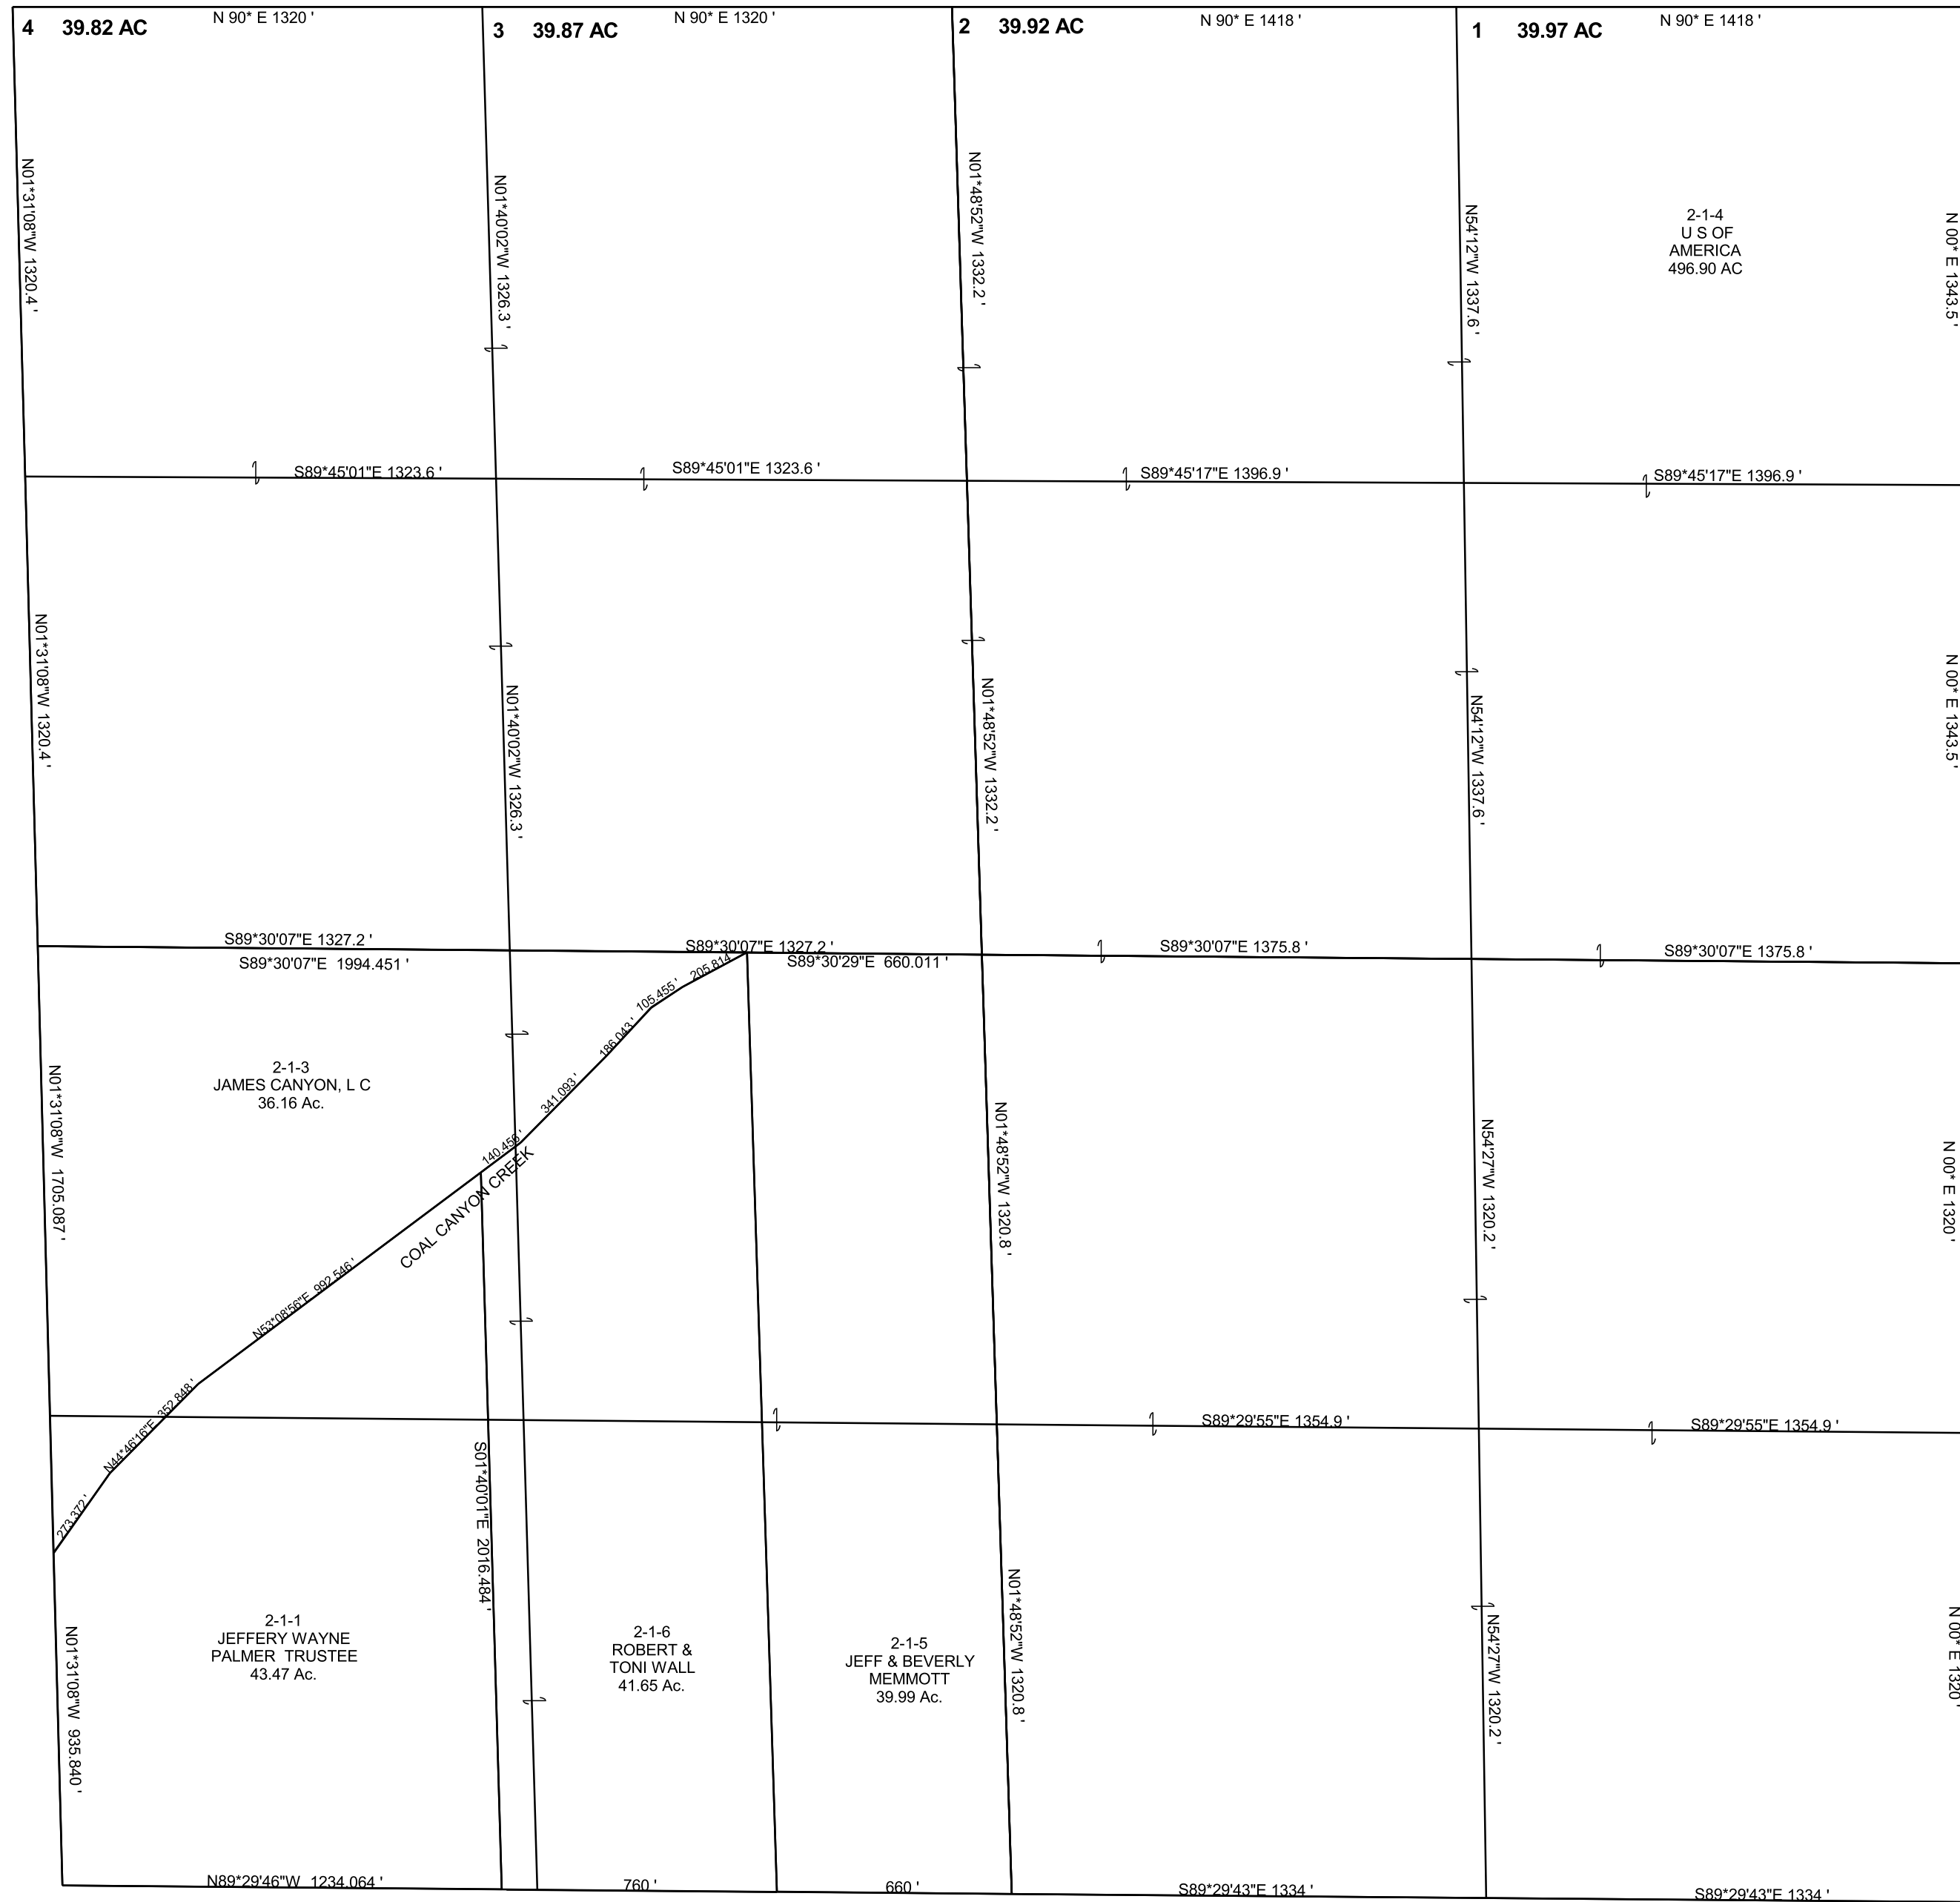 4 39.82 AC N 90* E 1320 '
3 39.87 AC N 90* E 1320 '
2 39.92 AC N 90* E 1418 '
1 39.97 AC N 90* E 1418 '
N01*31'08"W 1320.4 '
N01*40'02"W 1326.3 '
N01*48'52"W 1332.2 '
N54'12"W 1337.6 '
2-1-4
U S OF
AMERICA
496.90 AC
N 00* E 1343.5 '
S89*45'01"E 1323.6 '
S89*45'01"E 1323.6 '
S89*45'17"E 1396.9 '
S89*45'17"E 1396.9 '
N01*31'08"W 1320.4 '
N01*40'02"W 1326.3 '
N01*48'52"W 1332.2 '
N54'12"W 1337.6 '
N 00* E 1343.5 '
S89*30'07"E 1327.2 '
S89*30'07"E 1327.2 '
S89*30'07"E 1375.8 '
S89*30'07"E 1375.8 '
S89*30'07"E 1994.451 '
S89*30'29"E 660.011 '
205.814 '
105.455 '
186.043 '
341.093 '
140.456 '
COAL CANYON CREEK
2-1-3
JAMES CANYON, L C
36.16 Ac.
N01*31'08"W 1705.087 '
N01*48'52"W 1320.8 '
N54'27"W 1320.2 '
N 00* E 1320 '
N53*08'56"E 992.546 '
N44*46'16"E 352.848 '
273.372 '
S89*29'55"E 1354.9 '
S89*29'55"E 1354.9 '
S01*40'01"E 2016.484 '
N01*31'08"W 935.840 '
2-1-1
JEFFERY WAYNE
PALMER TRUSTEE
43.47 Ac.
2-1-6
ROBERT &
TONI WALL
41.65 Ac.
2-1-5
JEFF & BEVERLY
MEMMOTT
39.99 Ac.
N01*48'52"W 1320.8 '
N54'27"W 1320.2 '
N 00* E 1320 '
N89*29'46"W 1234.064 '
760 '
660 '
S89*29'43"E 1334 '
S89*29'43"E 1334 '